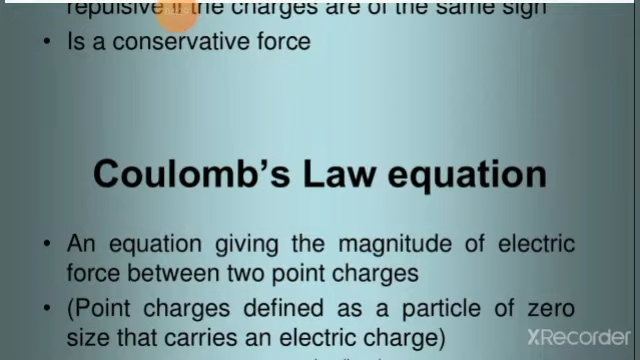 repulsive if the charges are of the same sign
• Is a conservative force
Coulomb's Law equation
• An equation giving the magnitude of electric
force between two point charges
• (Point charges defined as a particle of zero
size that carries an electric charge)
XRecorder